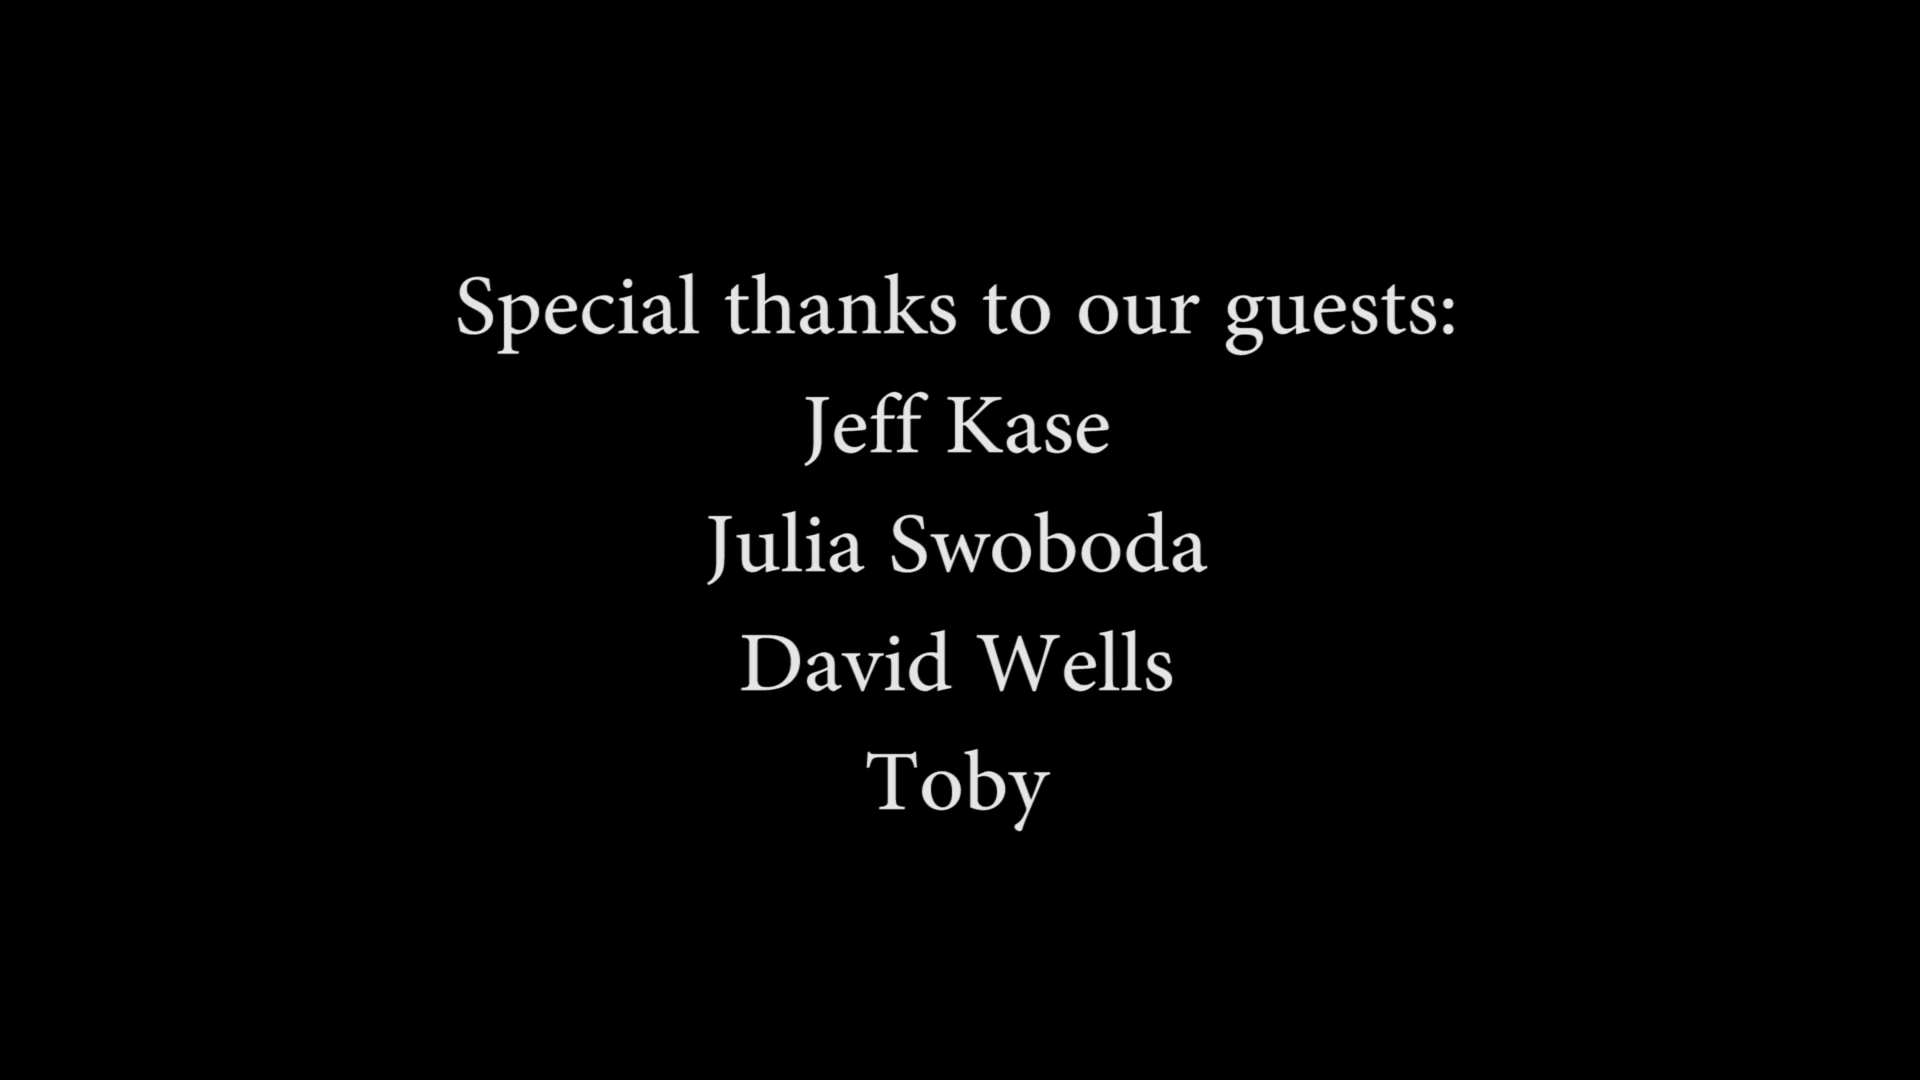 Special thanks to our guests:
Jeff Kase
Julia Swoboda
David Wells
Toby